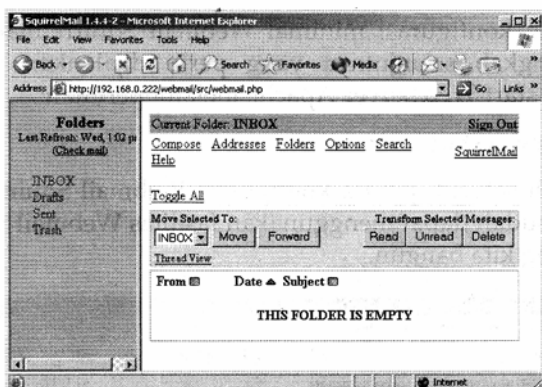 SquirrelMail 1.4.4-2 - Microsoft Internet Explorer
File Edit View Favorites Tools Help
Back Search Favorites Media
Address http://192.168.0.222/webmail/src/webmail.php Go Links »
Folders
Last Refresh: Wed, 1:02 pm
(Check mail)
INBOX
Drafts
Sent
Trash
Current Folder: INBOX Sign Out
Compose Addresses Folders Options Search
Help
SquirrelMail
Toggle All
Move Selected To: Transform Selected Messages:
INBOX Move Forward Read Unread Delete
Thread View
From Date Subject
THIS FOLDER IS EMPTY
Internet